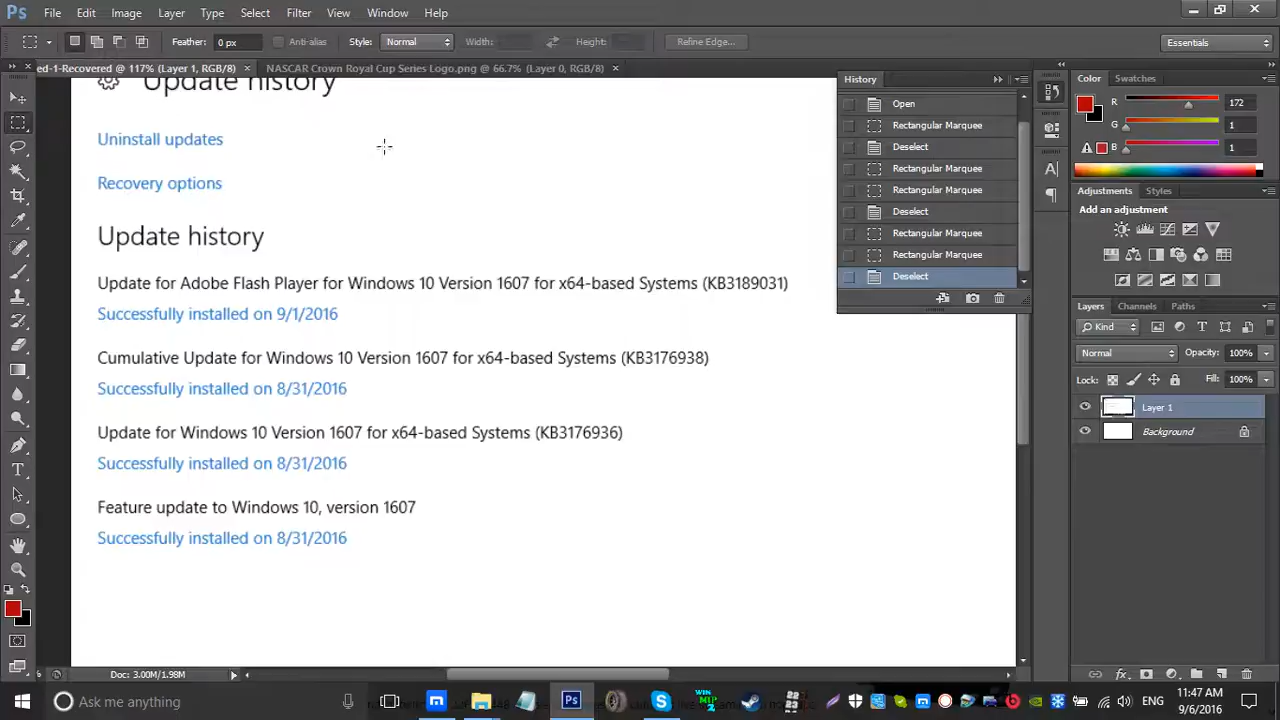 Ps File Edit Image Layer Type Select Filter View Window Help
Feather: 0 px Anti-alias Style: Normal Width: Height: Refine Edge... Essentials
ed-1-Recovered @ 117% (Layer 1, RGB/8) × NASCAR Crown Royal Cup Series Logo.png @ 66.7% (Layer 0, RGB/8) ×
Update history
Uninstall updates
Recovery options
Update history
Update for Adobe Flash Player for Windows 10 Version 1607 for x64-based Systems (KB3189031)
Successfully installed on 9/1/2016
Cumulative Update for Windows 10 Version 1607 for x64-based Systems (KB3176938)
Successfully installed on 8/31/2016
Update for Windows 10 Version 1607 for x64-based Systems (KB3176936)
Successfully installed on 8/31/2016
Feature update to Windows 10, version 1607
Successfully installed on 8/31/2016
History
Open
Rectangular Marquee
Deselect
Rectangular Marquee
Rectangular Marquee
Deselect
Rectangular Marquee
Rectangular Marquee
Deselect
Color Swatches
R 172
G 1
B 1
Adjustments Styles
Add an adjustment
Layers Channels Paths
Kind
Normal Opacity: 100%
Lock: Fill: 100%
Layer 1
Background
Doc: 3.00M/1.98M
Ask me anything
Ps
WIN
MIP
2
ENG
11:47 AM
9/6/2016